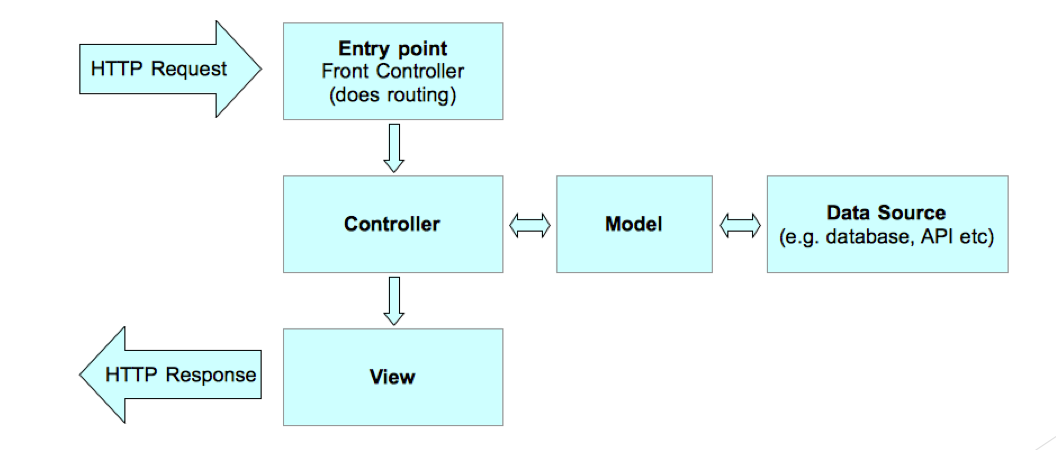 HTTP Request
Entry point
Front Controller
(does routing)
Controller
Model
Data Source
(e.g. database, API etc)
HTTP Response
View